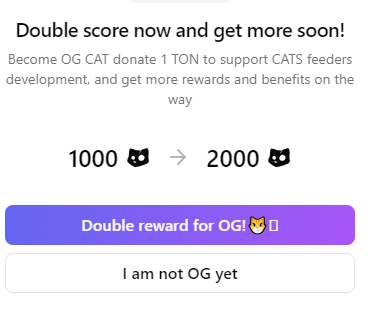 Double score now and get more soon!
Become OG CAT donate 1 TON to support CATS feeders
development, and get more rewards and benefits on the
way
1000 → 2000
Double reward for OG!🐱
I am not OG yet